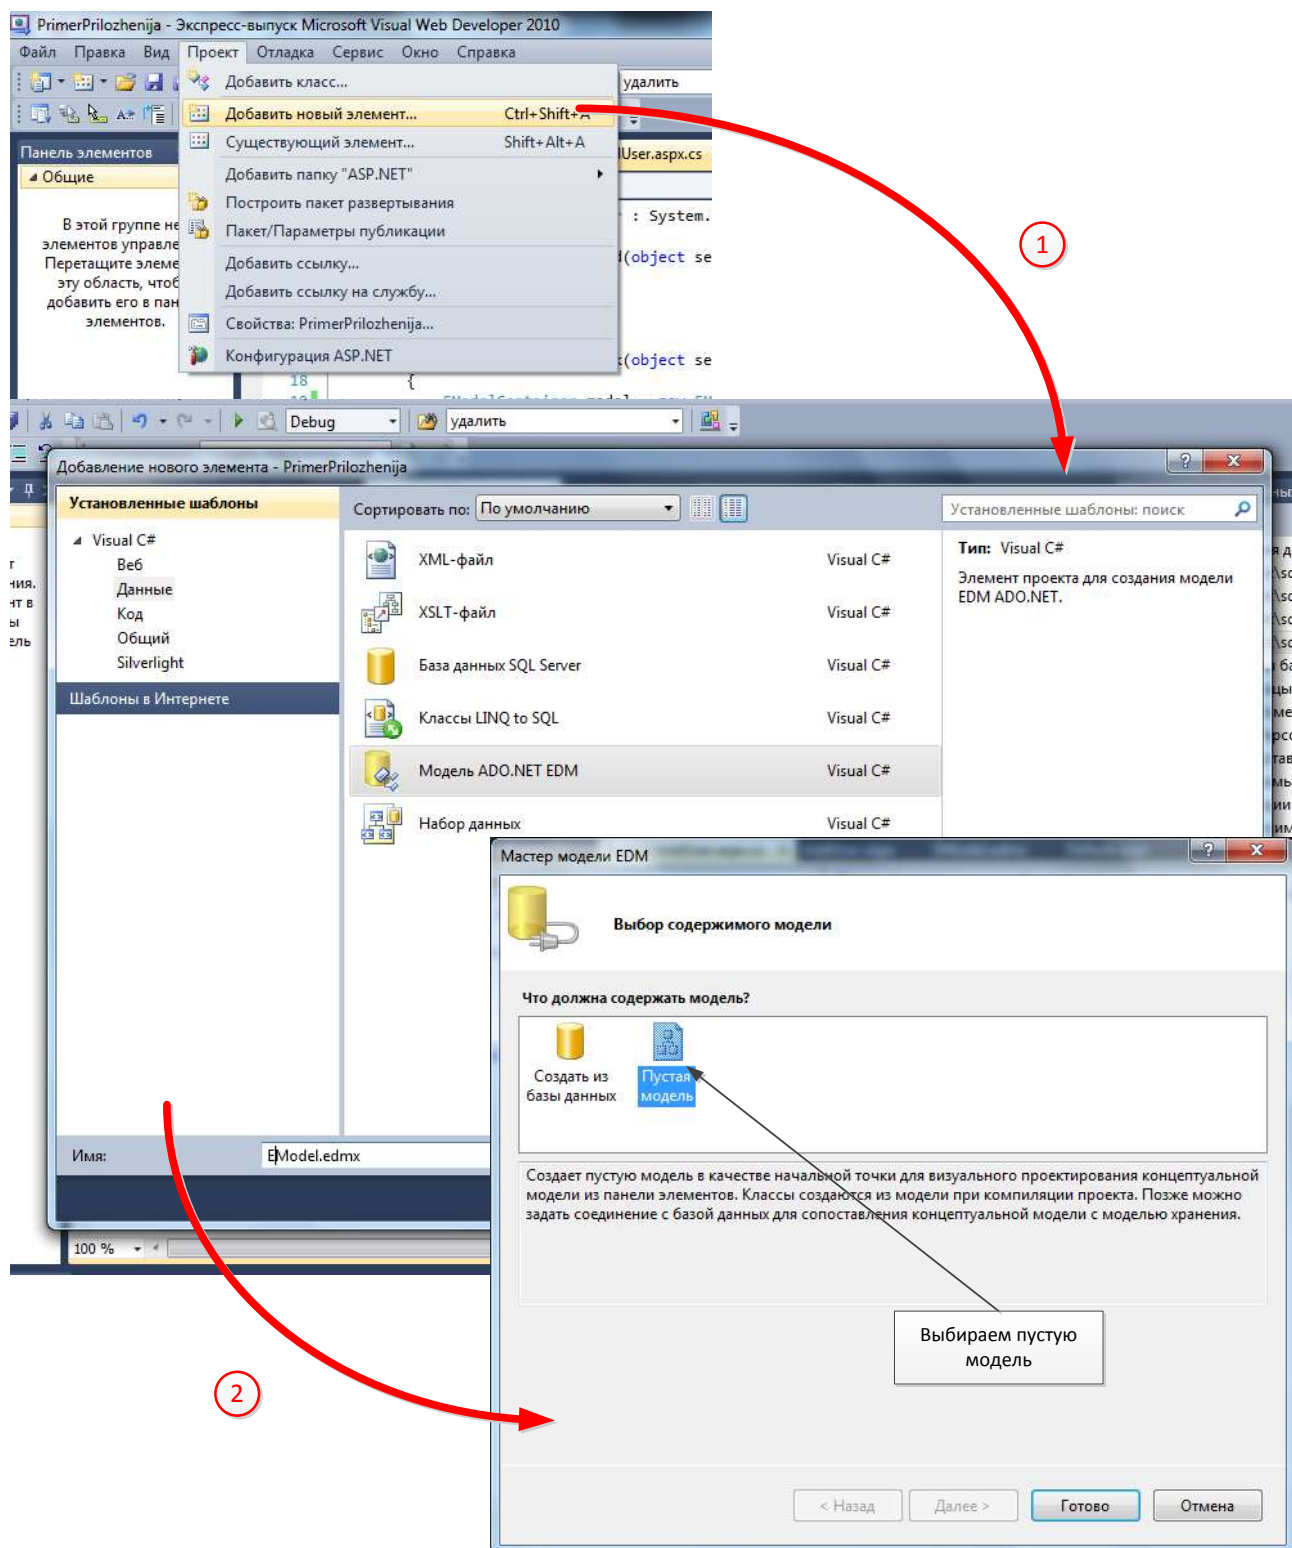 PrimerPrilozhenija - Экспресс-выпуск Microsoft Visual Web Developer 2010
Файл Правка Вид Проект Отладка Сервис Окно Справка
Добавить класс...
удалить
Добавить новый элемент... Ctrl+Shift+A
Существующий элемент... Shift+Alt+A
Панель элементов
lUser.aspx.cs
Общие
Добавить папку "ASP.NET"
Построить пакет развертывания
: System.
В этой группе не
Пакет/Параметры публикации
элементов управле
(object se
Перетащите элеме
Добавить ссылку...
эту область, чтоб
Добавить ссылку на службу...
добавить его в пан
элементов.
Свойства: PrimerPrilozhenija...
Конфигурация ASP.NET
(object se
18 {
1
Debug
удалить
Добавление нового элемента - PrimerPrilozhenija
Установленные шаблоны
Сортировать по: По умолчанию
Установленные шаблоны: поиск
Visual C#
Веб
Данные
Код
Общий
Silverlight
Шаблоны в Интернете
XML-файл Visual C#
XSLT-файл Visual C#
База данных SQL Server Visual C#
Классы LINQ to SQL Visual C#
Модель ADO.NET EDM Visual C#
Набор данных Visual C#
Тип: Visual C#
Элемент проекта для создания модели
EDM ADO.NET.
Имя: EModel.edmx
100 %
Мастер модели EDM
Выбор содержимого модели
Что должна содержать модель?
Создать из
базы данных
Пустая
модель
Создает пустую модель в качестве начальной точки для визуального проектирования концептуальной
модели из панели элементов. Классы создаются из модели при компиляции проекта. Позже можно
задать соединение с базой данных для сопоставления концептуальной модели с моделью хранения.
Выбираем пустую
модель
2
< Назад Далее > Готово Отмена